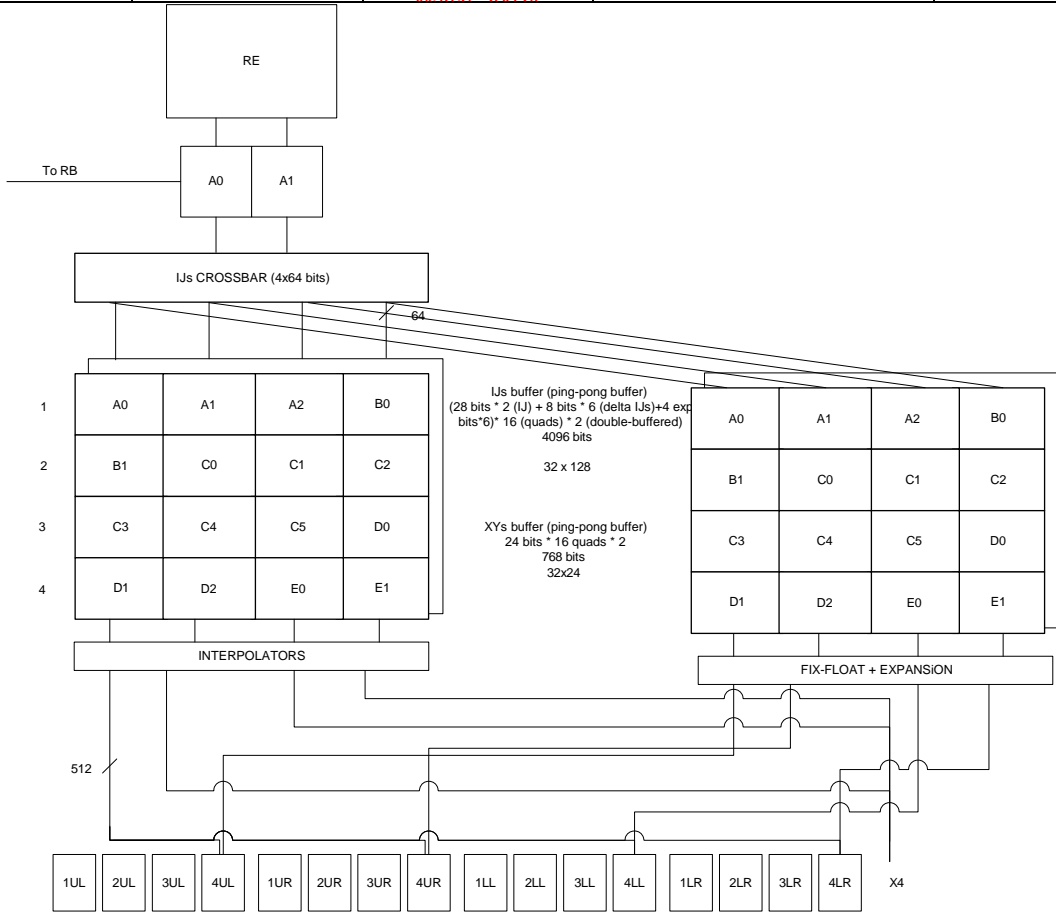 RE
To RB
A0 A1
IJs CROSSBAR (4x64 bits)
64
1 A0 A1 A2 B0
2 B1 C0 C1 C2
3 C3 C4 C5 D0
4 D1 D2 E0 E1
IJs buffer (ping-pong buffer)
(28 bits * 2 (IJ) + 8 bits * 6 (delta IJs)+4 exp
bits*6)* 16 (quads) * 2 (double-buffered)
4096 bits
32 x 128
XYs buffer (ping-pong buffer)
24 bits * 16 quads * 2
768 bits
32x24
A0 A1 A2 B0
B1 C0 C1 C2
C3 C4 C5 D0
D1 D2 E0 E1
INTERPOLATORS
FIX-FLOAT + EXPANSiON
512
1UL 2UL 3UL 4UL 1UR 2UR 3UR 4UR 1LL 2LL 3LL 4LL 1LR 2LR 3LR 4LR X4